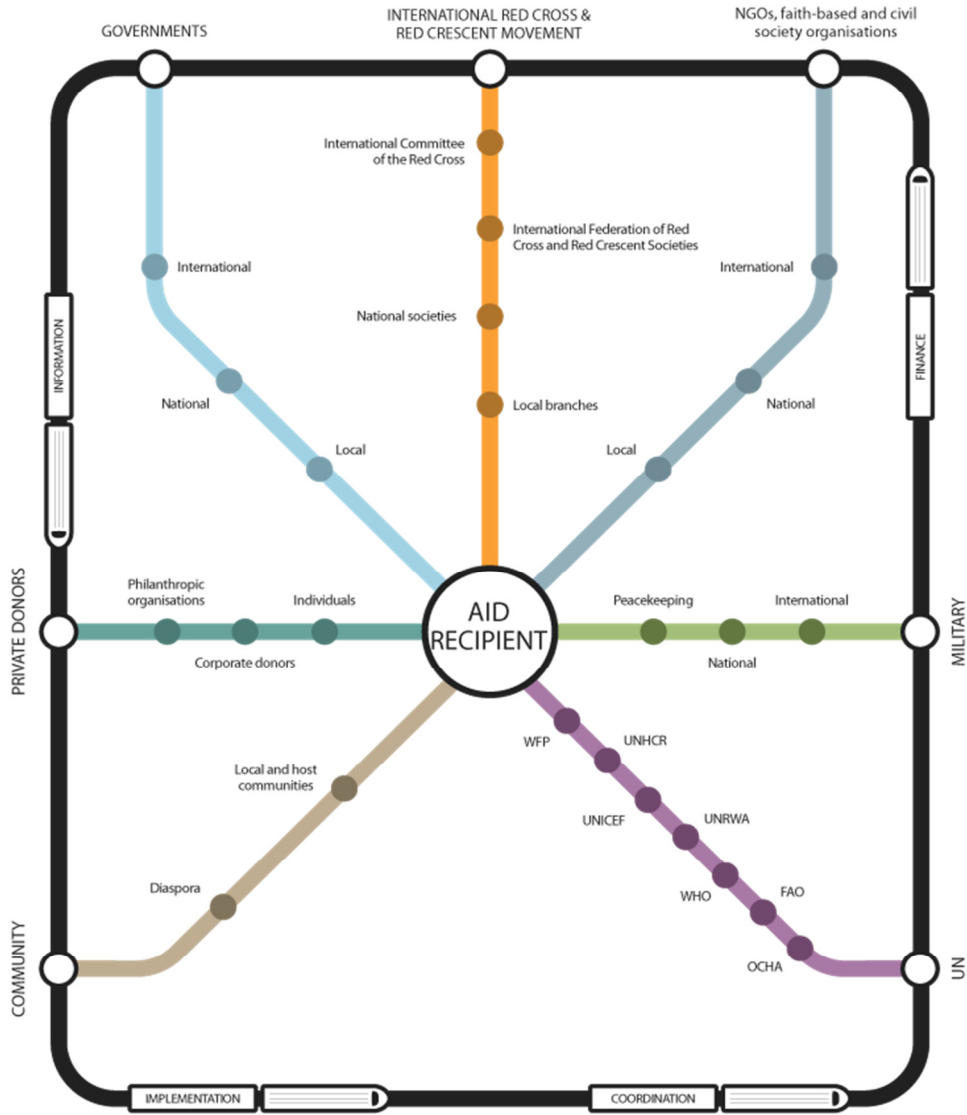 GOVERNMENTS
INTERNATIONAL RED CROSS &
RED CRESCENT MOVEMENT
NGOs, faith-based and civil
society organisations
International Committee
of the Red Cross
International Federation of Red
Cross and Red Crescent Societies
International
International
National societies
INFORMATION
FINANCE
National
Local branches
National
Local
Local
PRIVATE DONORS
Philanthropic
organisations
Individuals
Corporate donors
AID
RECIPIENT
Peacekeeping
International
National
MILITARY
WFP
UNHCR
Local and host
communities
UNICEF
UNRWA
Diaspora
WHO
FAO
COMMUNITY
OCHA
UN
IMPLEMENTATION
COORDINATION